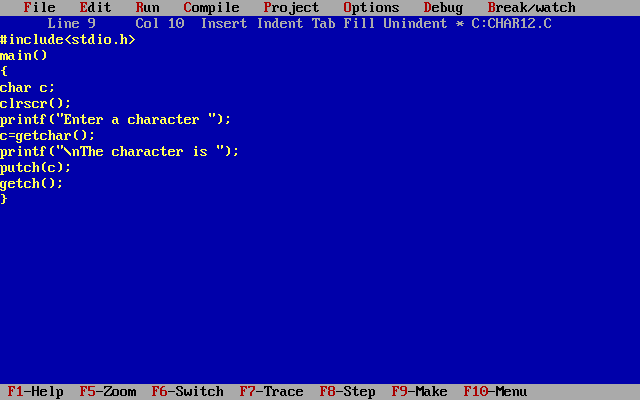 File Edit Run Compile Project Options Debug Break/watch
Line 9 Col 10 Insert Indent Tab Fill Unindent * C:CHAR12.C
#include<stdio.h>
main()
{
char c;
clrscr();
printf("Enter a character ");
c=getchar();
printf("\nThe character is ");
putch(c);
getch();
}
F1-Help F5-Zoom F6-Switch F7-Trace F8-Step F9-Make F10-Menu